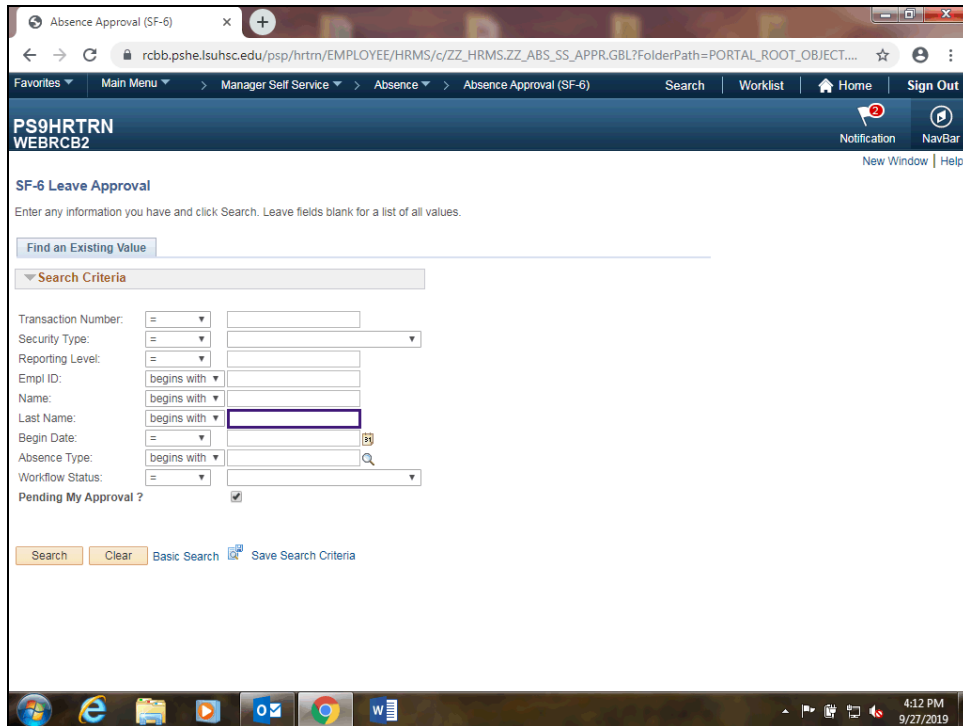 Absence Approval (SF-6)
rcbb.pshe.lsuhsc.edu/psp/hrtrn/EMPLOYEE/HRMS/c/ZZ_HRMS.ZZ_ABS_SS_APPR.GBL?FolderPath=PORTAL_ROOT_OBJECT....
Favorites Main Menu > Manager Self Service > Absence > Absence Approval (SF-6) Search Worklist Home Sign Out
PS9HRTRN
WEBRCB2
2
Notification NavBar
New Window | Help
SF-6 Leave Approval
Enter any information you have and click Search. Leave fields blank for a list of all values.
Find an Existing Value
Search Criteria
Transaction Number: =
Security Type: =
Reporting Level: =
Empl ID: begins with
Name: begins with
Last Name: begins with
Begin Date: = 31
Absence Type: begins with
Workflow Status: =
Pending My Approval ?
Search Clear Basic Search Save Search Criteria
4:12 PM
9/27/2019